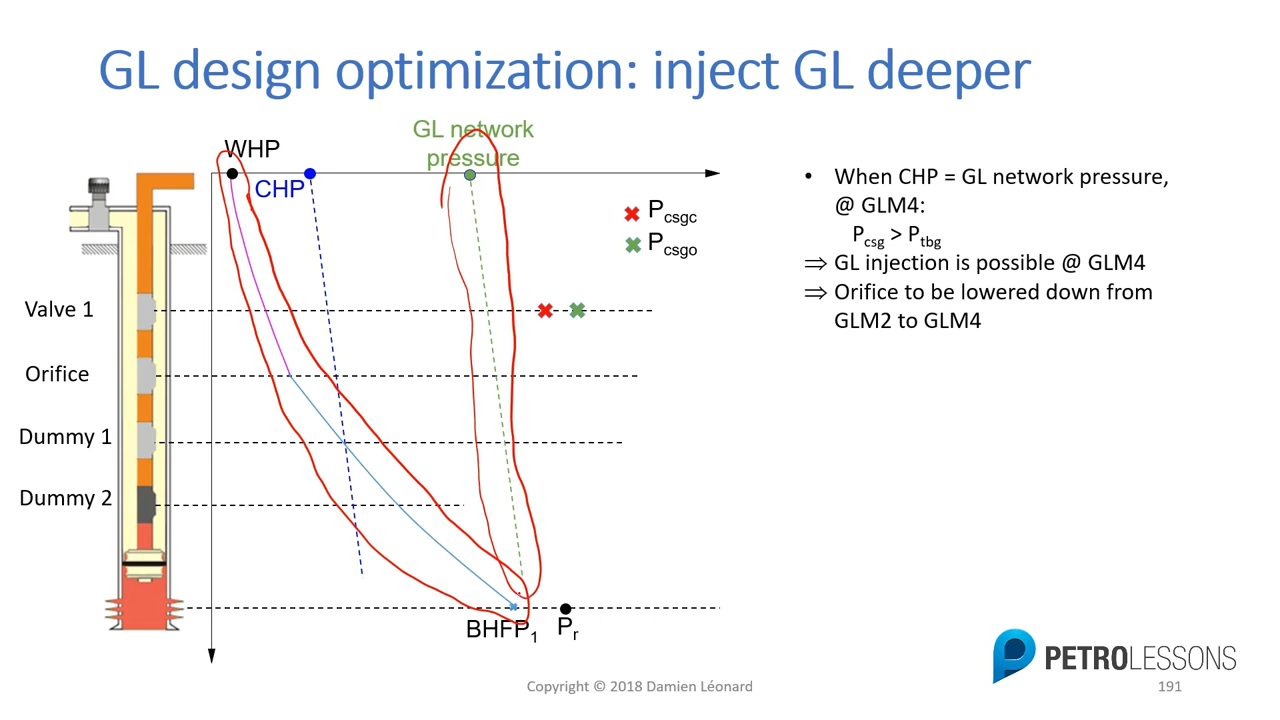 GL design optimization: inject GL deeper
GL network
pressure
WHP
CHP
Pcsgc
Pcsgo
Valve 1
Orifice
Dummy 1
Dummy 2
BHFP1
Pr
• When CHP = GL network pressure,
@ GLM4:
Pcsg > Ptbg
⇒ GL injection is possible @ GLM4
⇒ Orifice to be lowered down from
GLM2 to GLM4
PETROLESSONS
Copyright © 2018 Damien Léonard
191